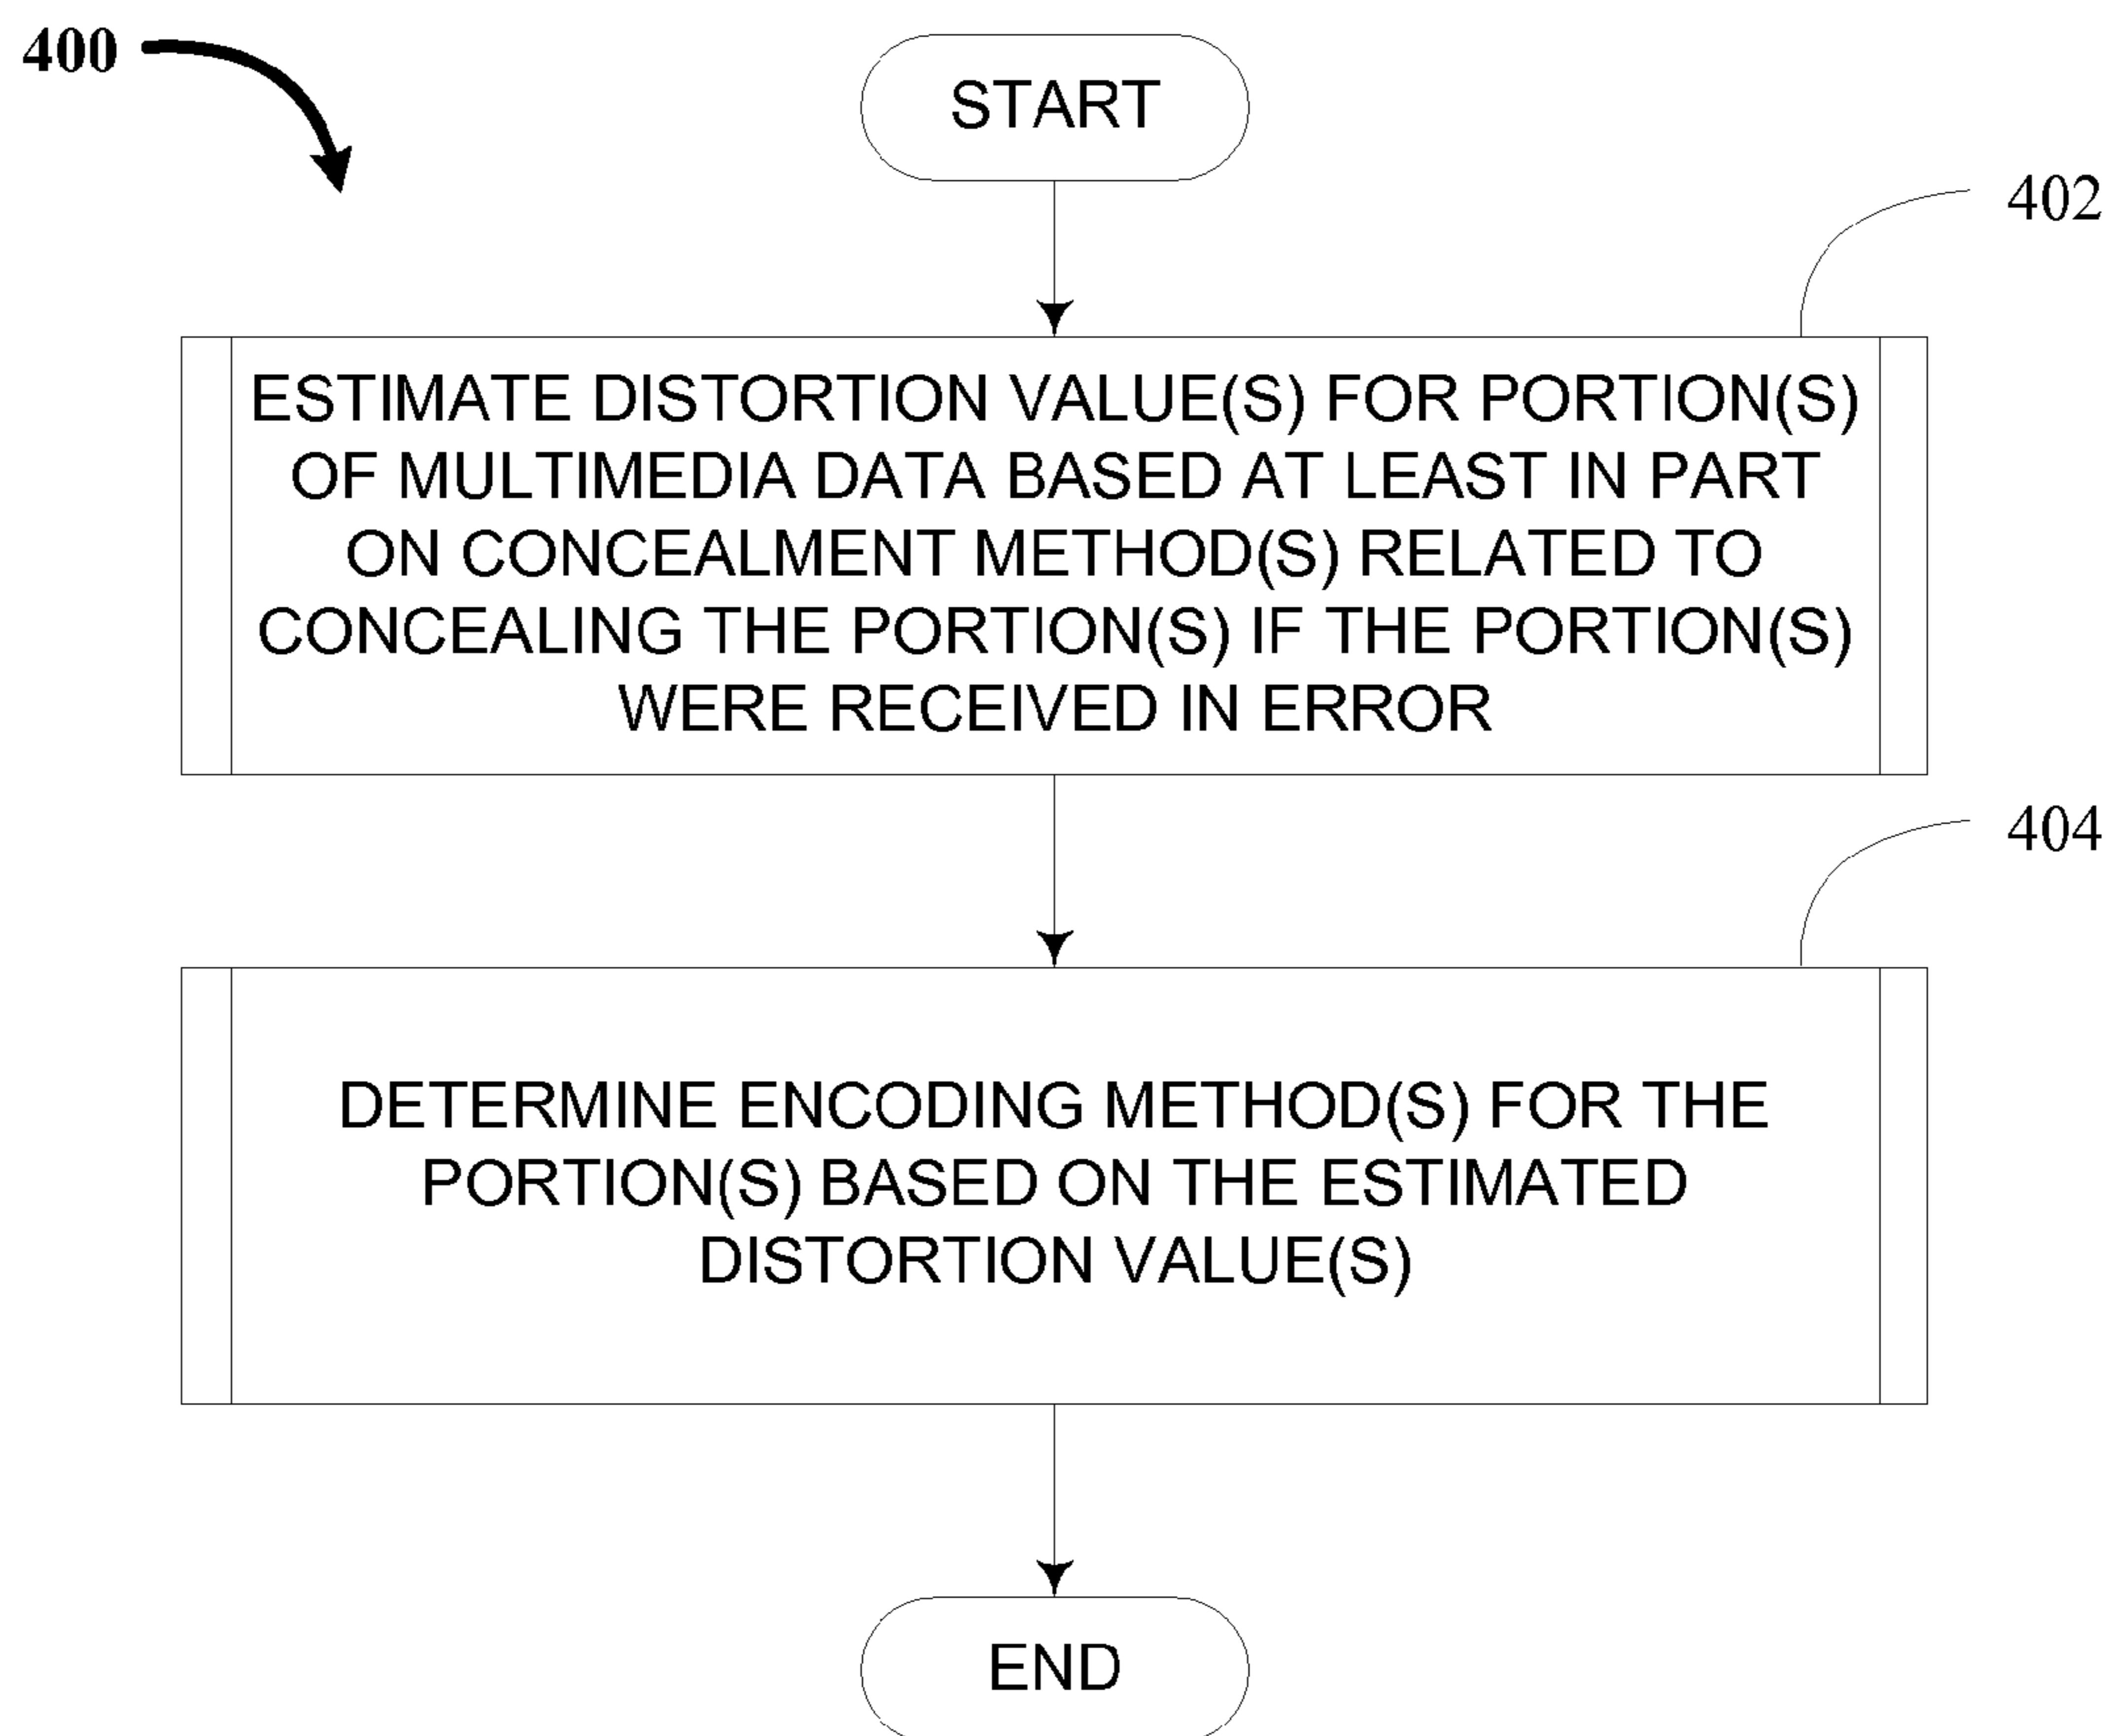 400
START
402
ESTIMATE DISTORTION VALUE(S) FOR PORTION(S)
OF MULTIMEDIA DATA BASED AT LEAST IN PART
ON CONCEALMENT METHOD(S) RELATED TO
CONCEALING THE PORTION(S) IF THE PORTION(S)
WERE RECEIVED IN ERROR
404
DETERMINE ENCODING METHOD(S) FOR THE
PORTION(S) BASED ON THE ESTIMATED
DISTORTION VALUE(S)
END